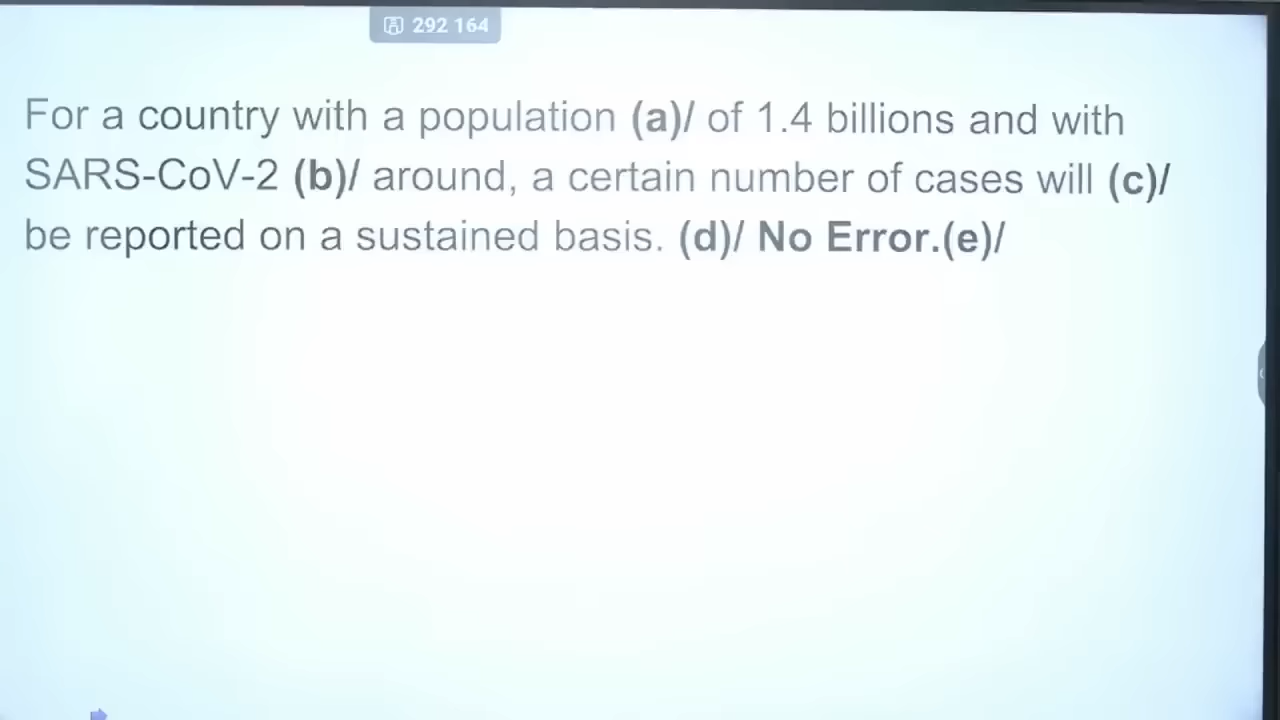 292 164
For a country with a population (a)/ of 1.4 billions and with
SARS-CoV-2 (b)/ around, a certain number of cases will (c)/
be reported on a sustained basis. (d)/ No Error.(e)/